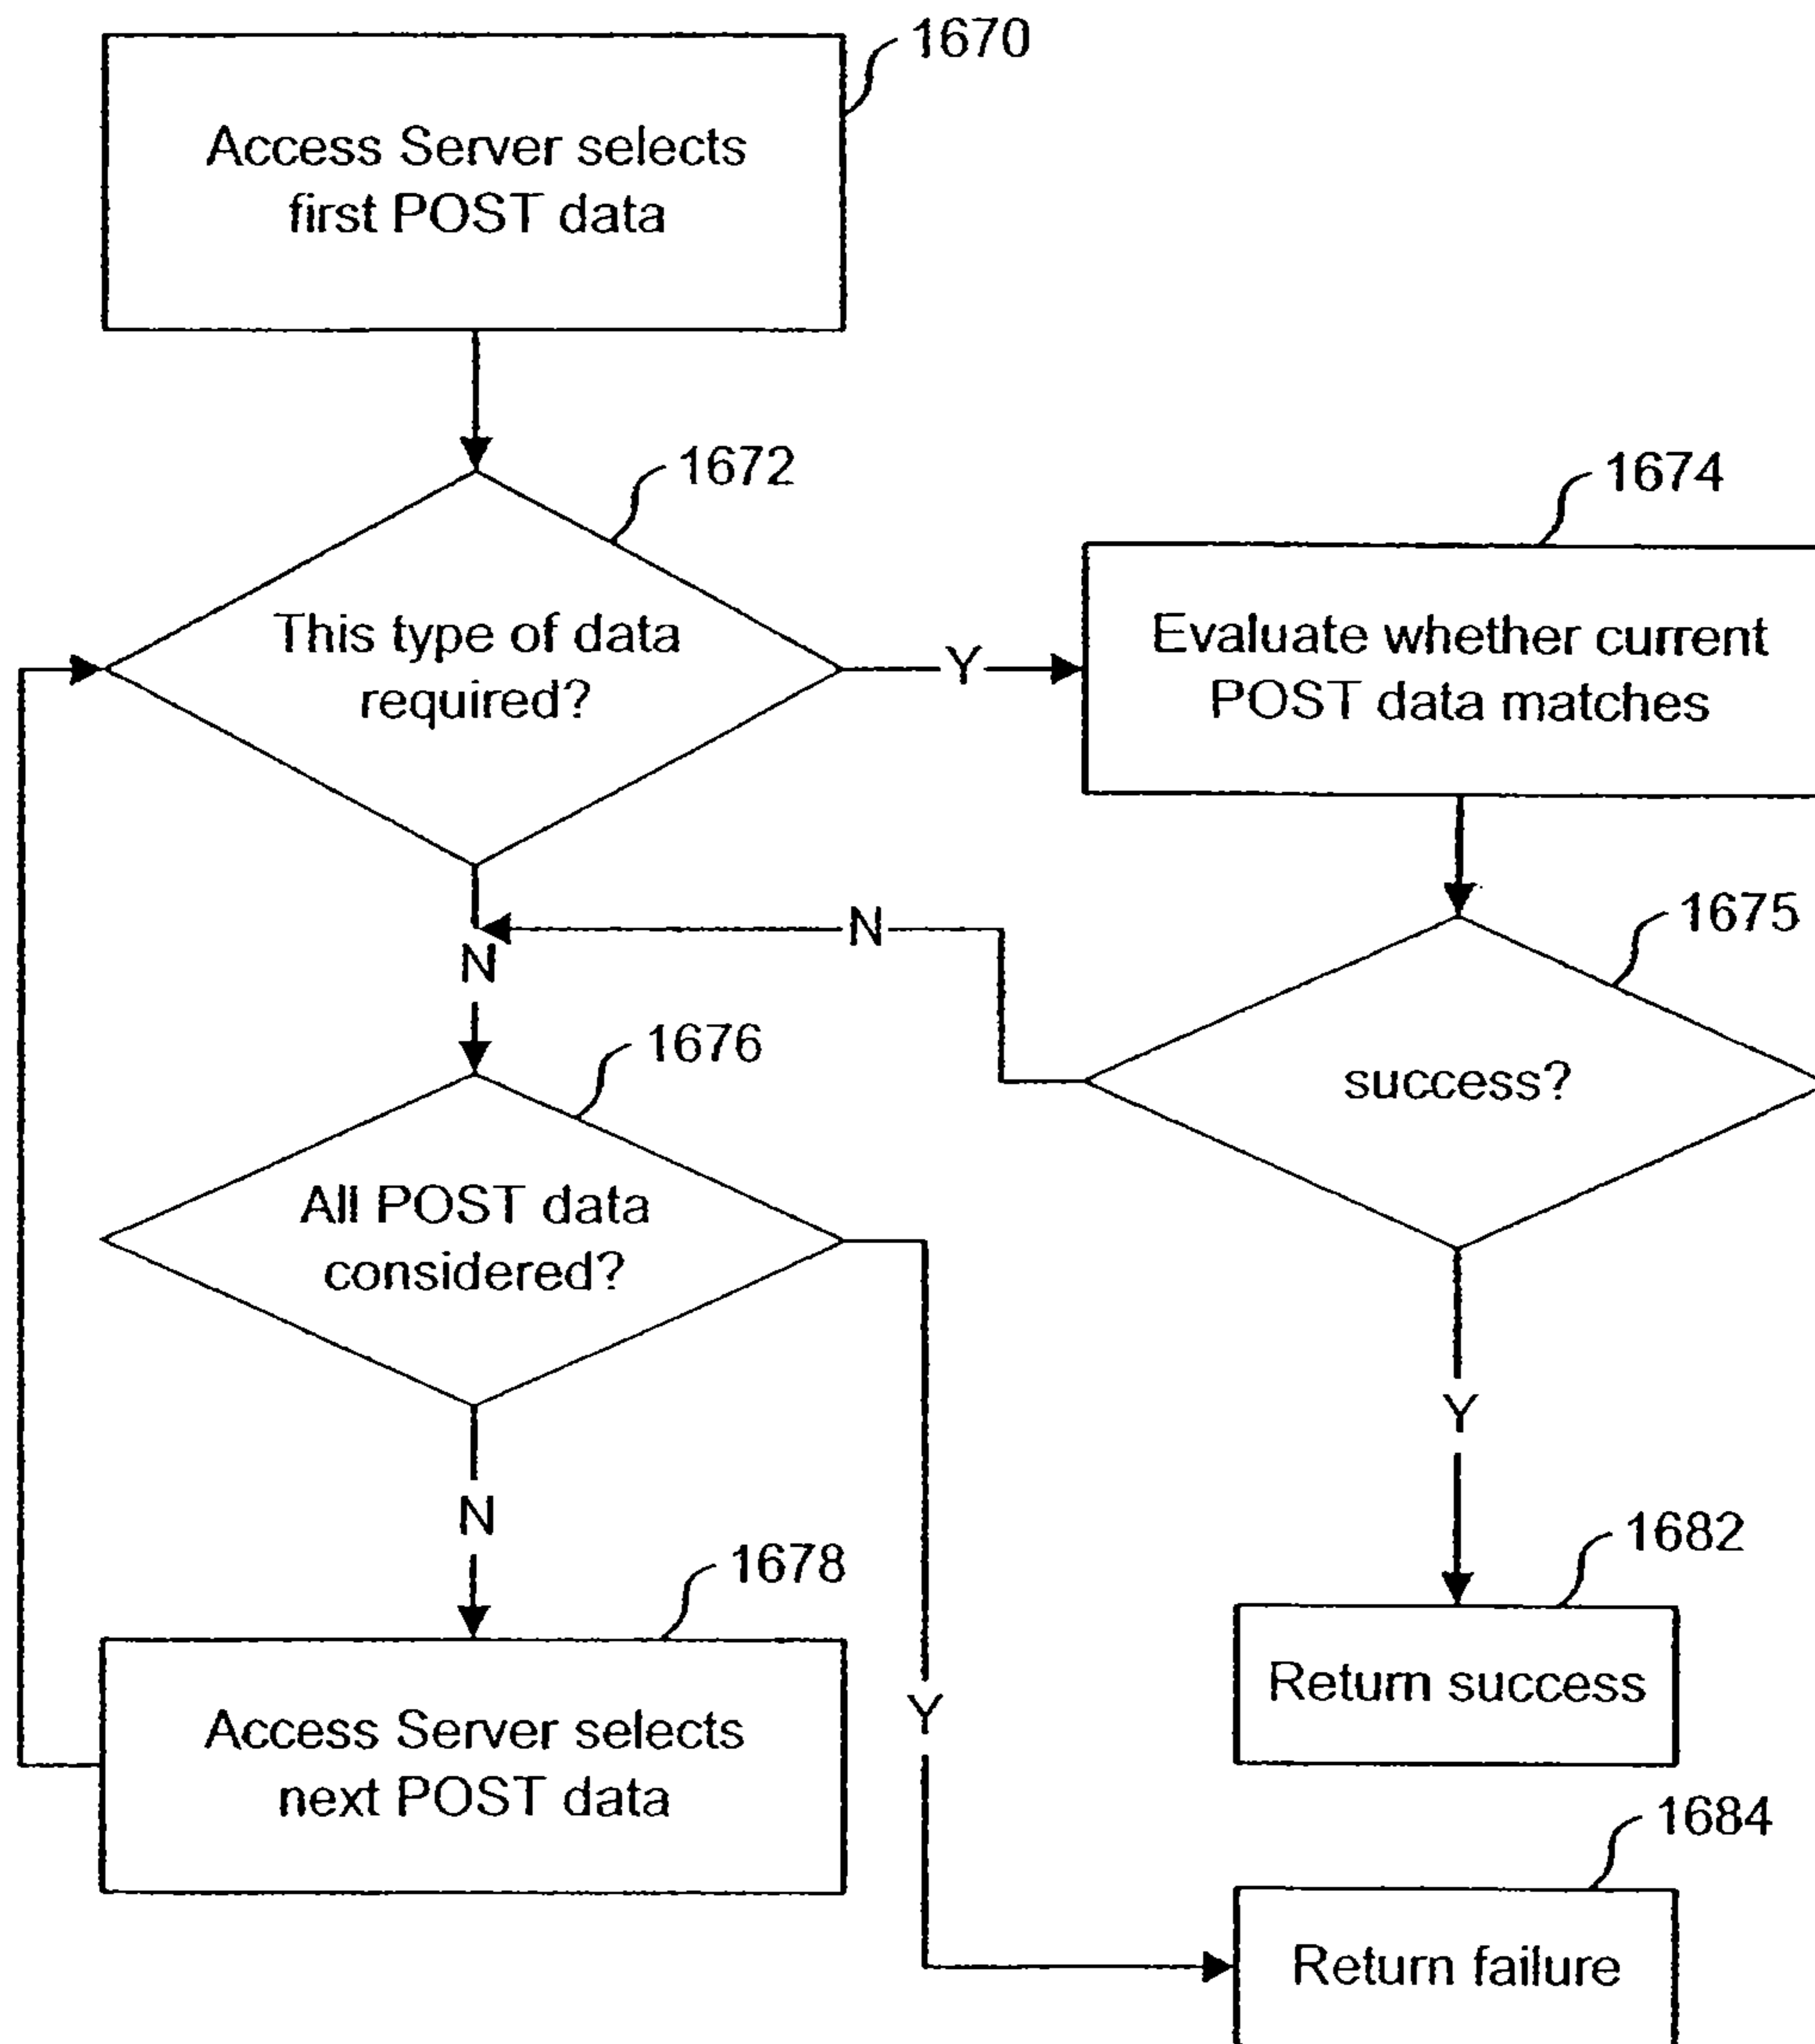 1670
Access Server selects
first POST data
1672
This type of data
required?
Y
1674
Evaluate whether current
POST data matches
N
N
1675
success?
1676
All POST data
considered?
Y
N
1682
Return success
1678
Access Server selects
next POST data
Y
1684
Return failure